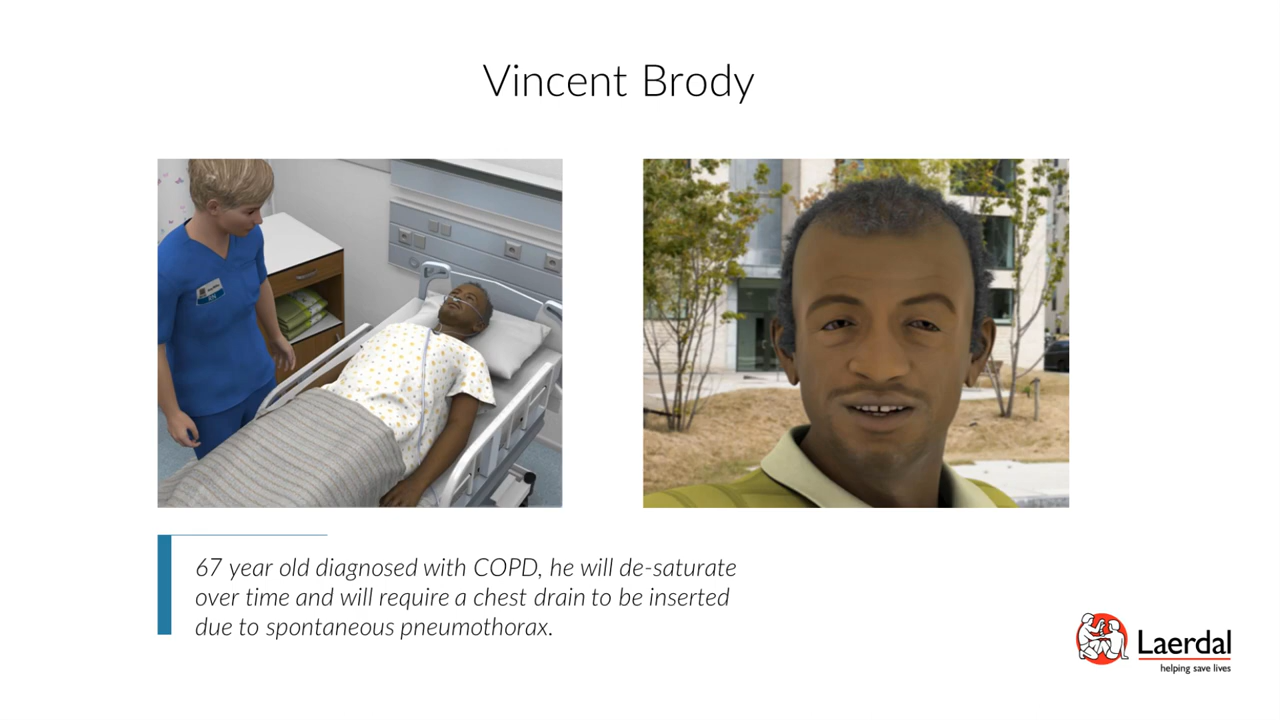 Vincent Brody
67 year old diagnosed with COPD, he will de-saturate
over time and will require a chest drain to be inserted
due to spontaneous pneumothorax.
Laerdal
helping save lives